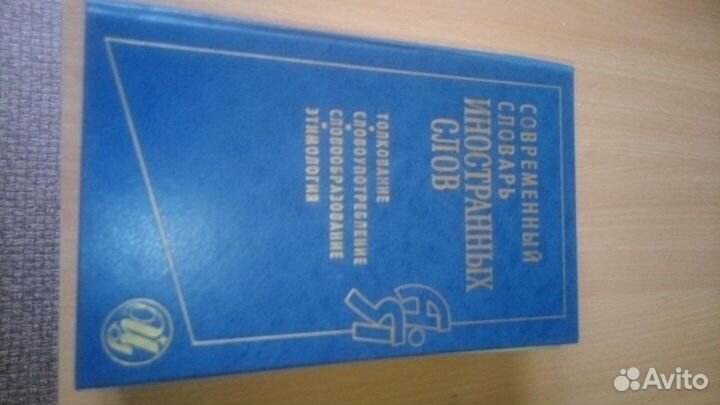 СОВРЕМЕННЫЙ
СЛОВАРЬ
ИНОСТРАННЫХ
СЛОВ
ТОЛКОВАНИЕ
СЛОВОУПОТРЕБЛЕНИЕ
СЛОВООБРАЗОВАНИЕ
ЭТИМОЛОГИЯ
Avito